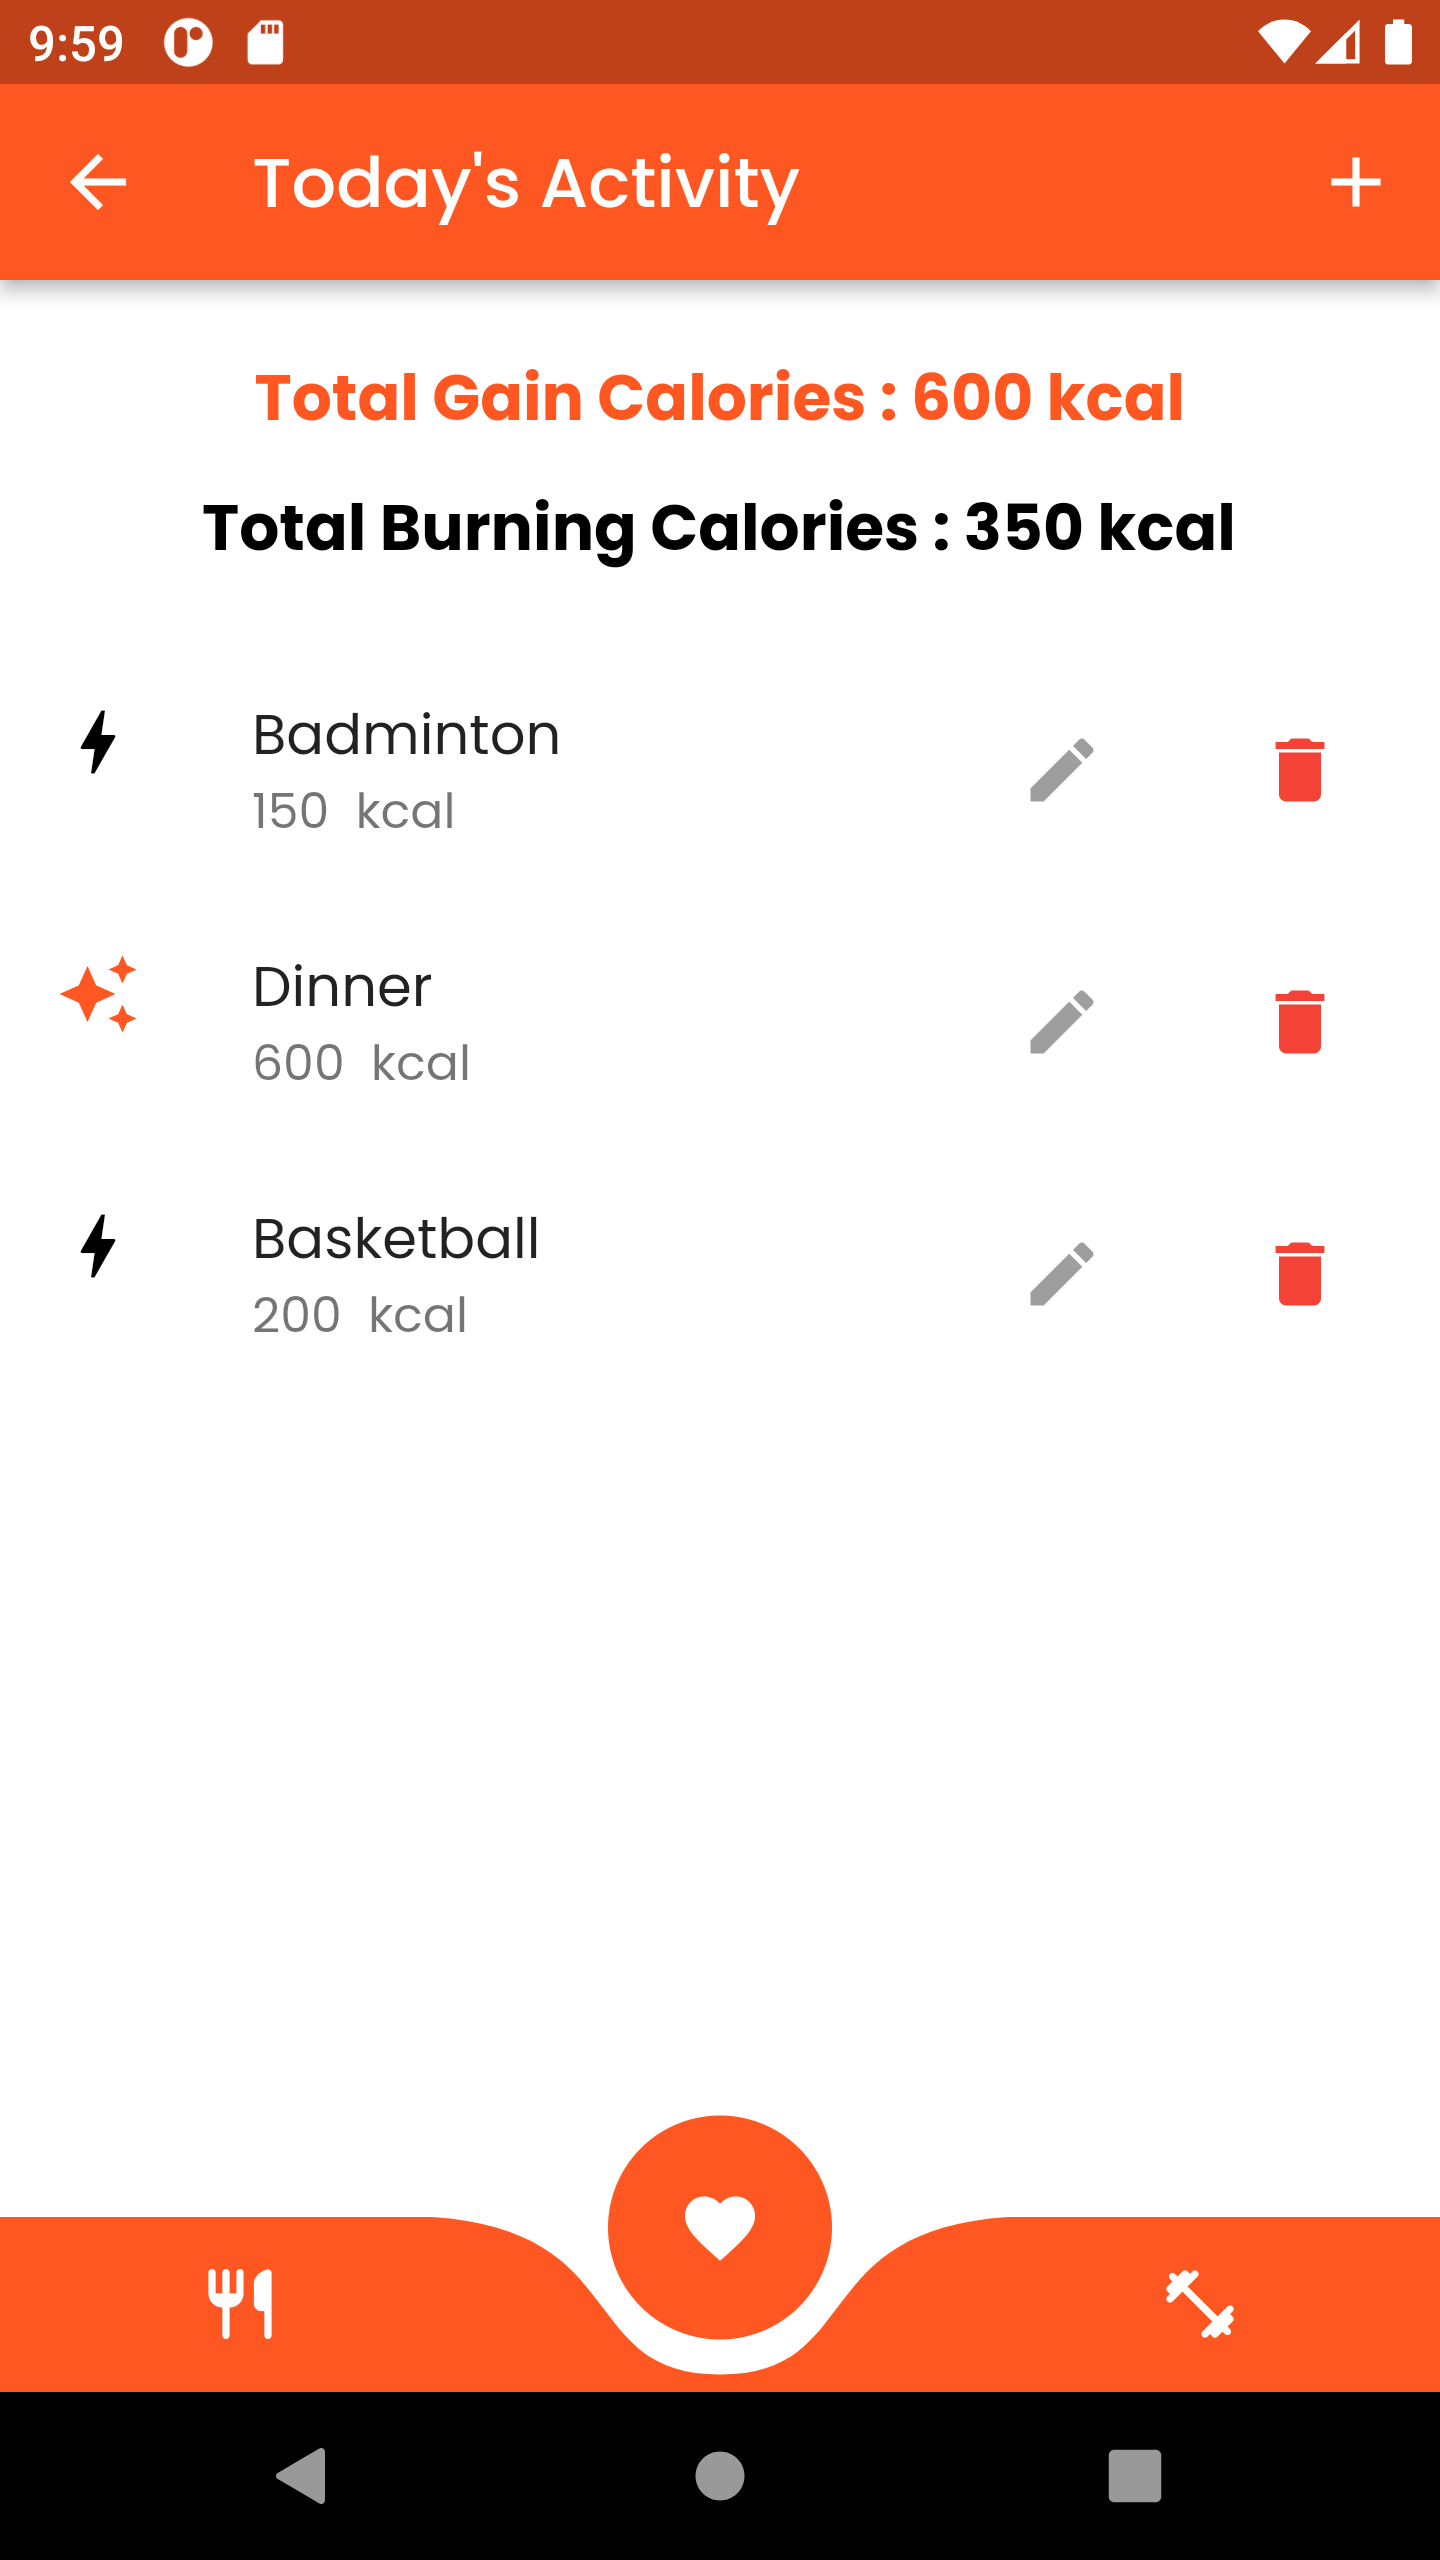 9:59
Today's Activity
Total Gain Calories : 600 kcal
Total Burning Calories : 350 kcal
Badminton
150 kcal
Dinner
600 kcal
Basketball
200 kcal